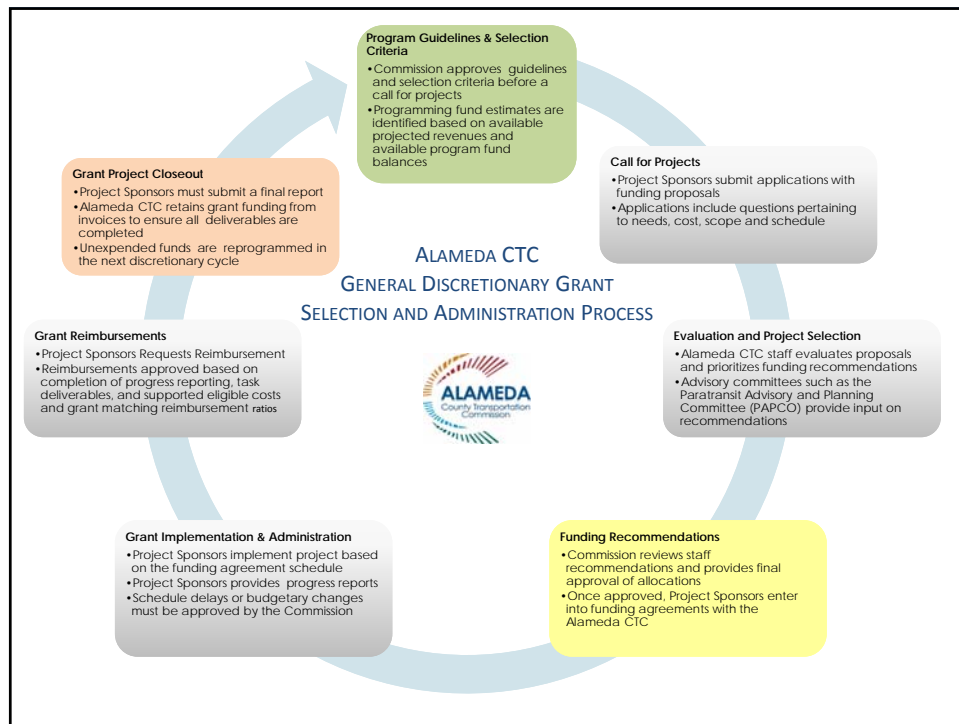 Program Guidelines & Selection
Criteria
•Commission approves guidelines
and selection criteria before a
call for projects
•Programming fund estimates are
identified based on available
projected revenues and
available program fund
balances
Call for Projects
•Project Sponsors submit applications with
funding proposals
•Applications include questions pertaining
to needs, cost, scope and schedule
Evaluation and Project Selection
•Alameda CTC staff evaluates proposals
and prioritizes funding recommendations
•Advisory committees such as the
Paratransit Advisory and Planning
Committee (PAPCO) provide input on
recommendations
Funding Recommendations
•Commission reviews staff
recommendations and provides final
approval of allocations
•Once approved, Project Sponsors enter
into funding agreements with the
Alameda CTC
Grant Implementation & Administration
•Project Sponsors implement project based
on the funding agreement schedule
•Project Sponsors provides progress reports
•Schedule delays or budgetary changes
must be approved by the Commission
Grant Reimbursements
•Project Sponsors Requests Reimbursement
•Reimbursements approved based on
completion of progress reporting, task
deliverables, and supported eligible costs
and grant matching reimbursement ratios
Grant Project Closeout
•Project Sponsors must submit a final report
•Alameda CTC retains grant funding from
invoices to ensure all deliverables are
completed
•Unexpended funds are reprogrammed in
the next discretionary cycle
ALAMEDA CTC
GENERAL DISCRETIONARY GRANT
SELECTION AND ADMINISTRATION PROCESS
ALAMEDA
County Transportation
Commission